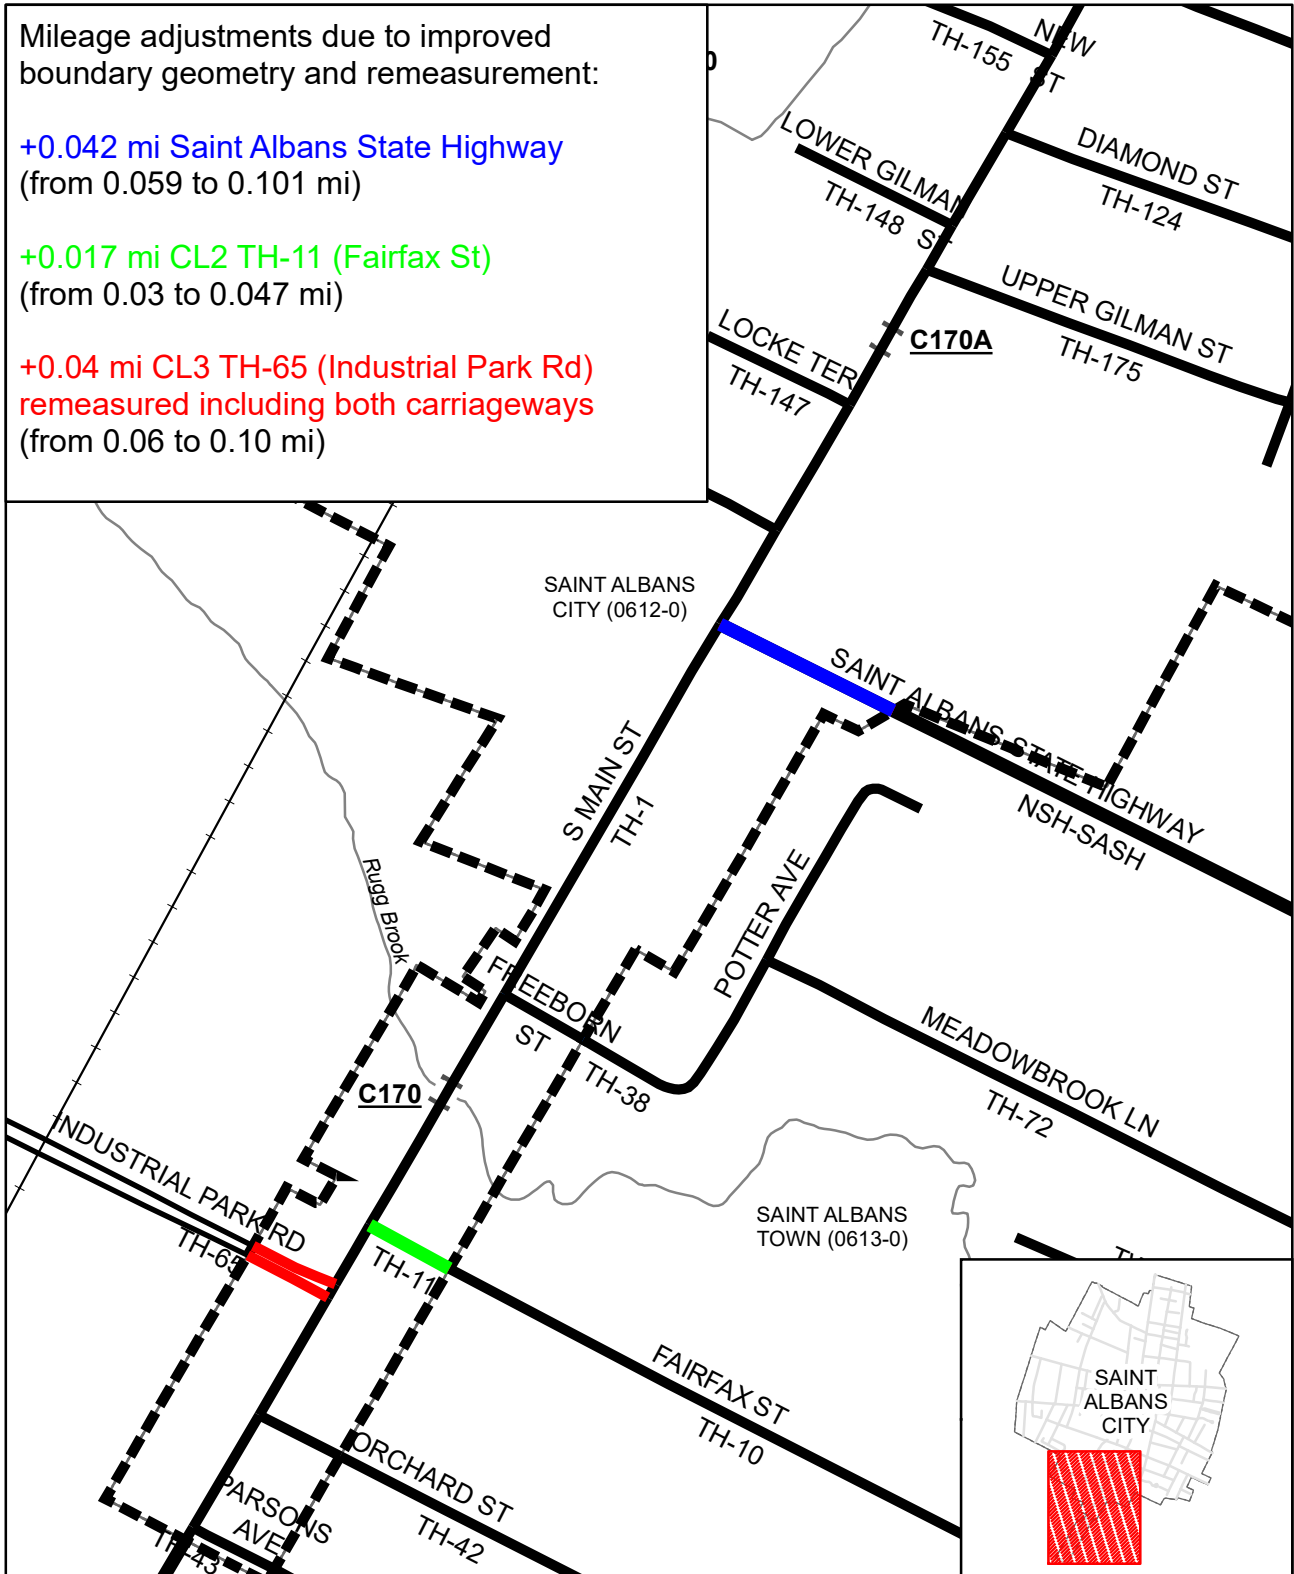 Mileage adjustments due to improved
boundary geometry and remeasurement:
+0.042 mi Saint Albans State Highway
(from 0.059 to 0.101 mi)
+0.017 mi CL2 TH-11 (Fairfax St)
(from 0.03 to 0.047 mi)
+0.04 mi CL3 TH-65 (Industrial Park Rd)
remeasured including both carriageways
(from 0.06 to 0.10 mi)
TH-155
NEW
ST
LOWER GILMAN
ST
TH-148
DIAMOND ST
TH-124
UPPER GILMAN ST
TH-175
C170A
LOCKE TER
TH-147
SAINT ALBANS
CITY (0612-0)
SAINT ALBANS STATE HIGHWAY
NSH-SASH
S MAIN ST
TH-1
Rugg Brook
POTTER AVE
FREEBORN
ST
TH-38
MEADOWBROOK LN
TH-72
C170
INDUSTRIAL PARK RD
TH-65
TH-11
SAINT ALBANS
TOWN (0613-0)
FAIRFAX ST
TH-10
ORCHARD ST
TH-42
PARSONS
AVE
TH-43
SAINT
ALBANS
CITY